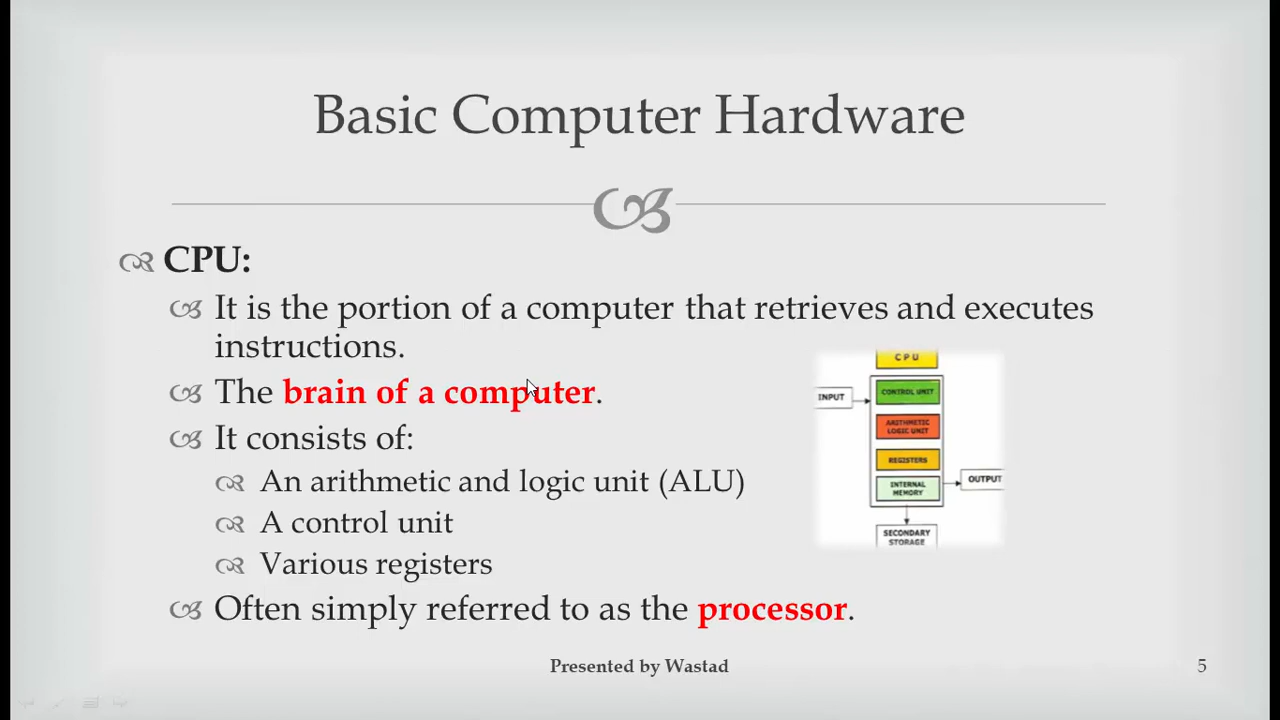 Basic Computer Hardware
CPU:
It is the portion of a computer that retrieves and executes
instructions.
The brain of a computer.
It consists of:
An arithmetic and logic unit (ALU)
A control unit
Various registers
Often simply referred to as the processor.
CPU
INPUT
CONTROL UNIT
ARITHMETIC
LOGIC UNIT
REGISTERS
INTERNAL
MEMORY
OUTPUT
SECONDARY
STORAGE
Presented by Wastad
5